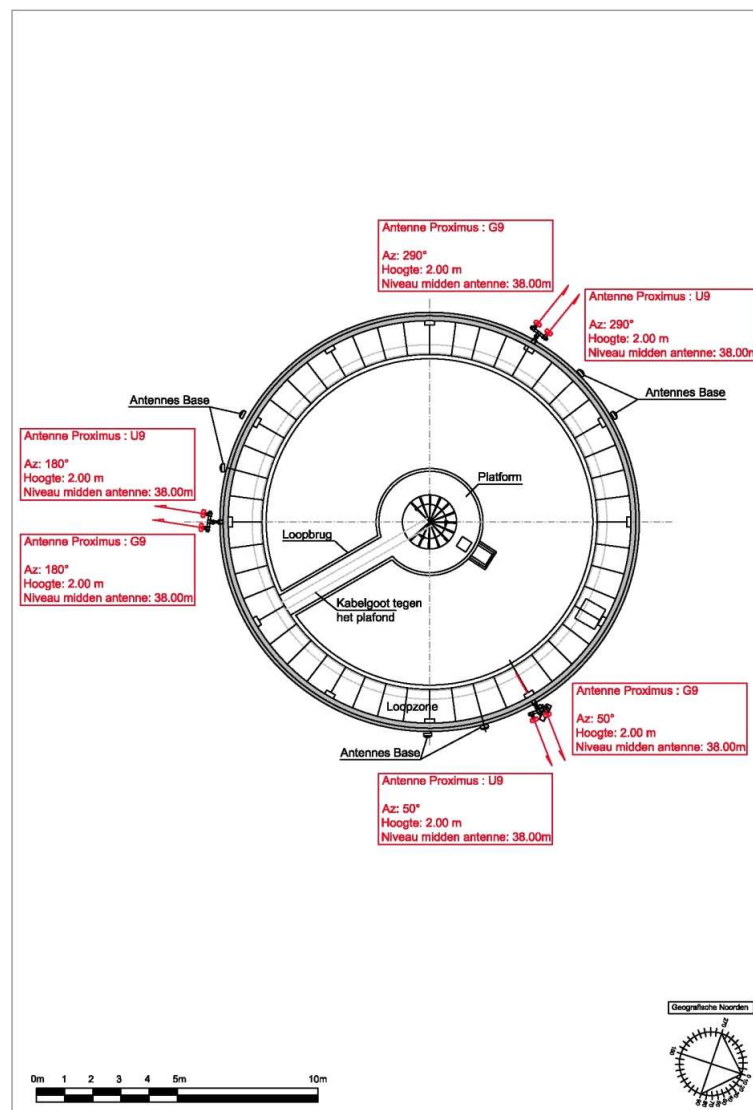 Antenne Proximus : G9
Az: 290°
Hoogte: 2.00 m
Niveau midden antenne: 38.00m
Antenne Proximus : U9
Az: 290°
Hoogte: 2.00 m
Niveau midden antenne: 38.00m
Antennes Base
Antennes Base
Antenne Proximus : U9
Az: 180°
Hoogte: 2.00 m
Niveau midden antenne: 38.00m
Platform
Loopbrug
Antenne Proximus : G9
Az: 180°
Hoogte: 2.00 m
Niveau midden antenne: 38.00m
Kabelgoot tegen
het plafond
Loopzone
Antenne Proximus : G9
Az: 50°
Hoogte: 2.00 m
Niveau midden antenne: 38.00m
Antennes Base
Antenne Proximus : U9
Az: 50°
Hoogte: 2.00 m
Niveau midden antenne: 38.00m
Geografische Noorden
270
180
0m 1 2 3 4 5m 10m